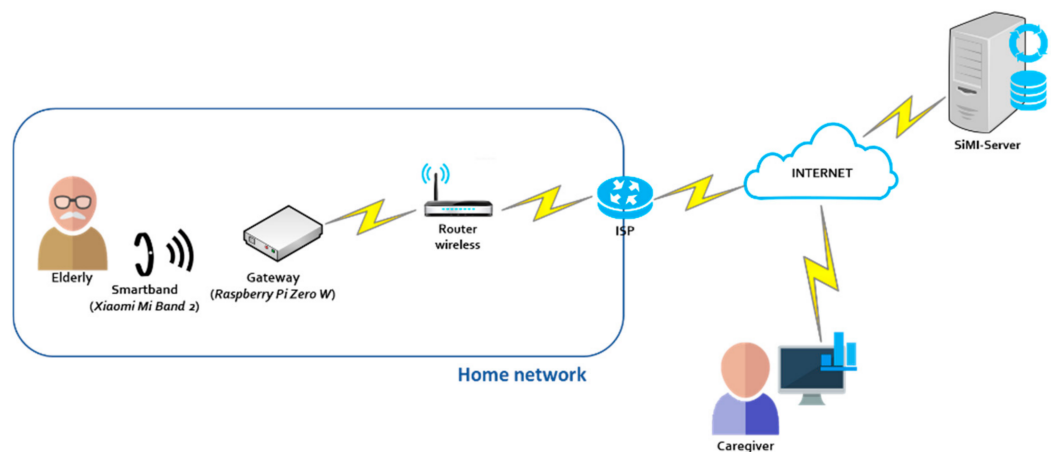 SiMI-Server
INTERNET
Router
wireless
ISP
Elderly
Gateway
(Raspberry Pi Zero W)
Smartband
(Xiaomi Mi Band 2)
Home network
Caregiver